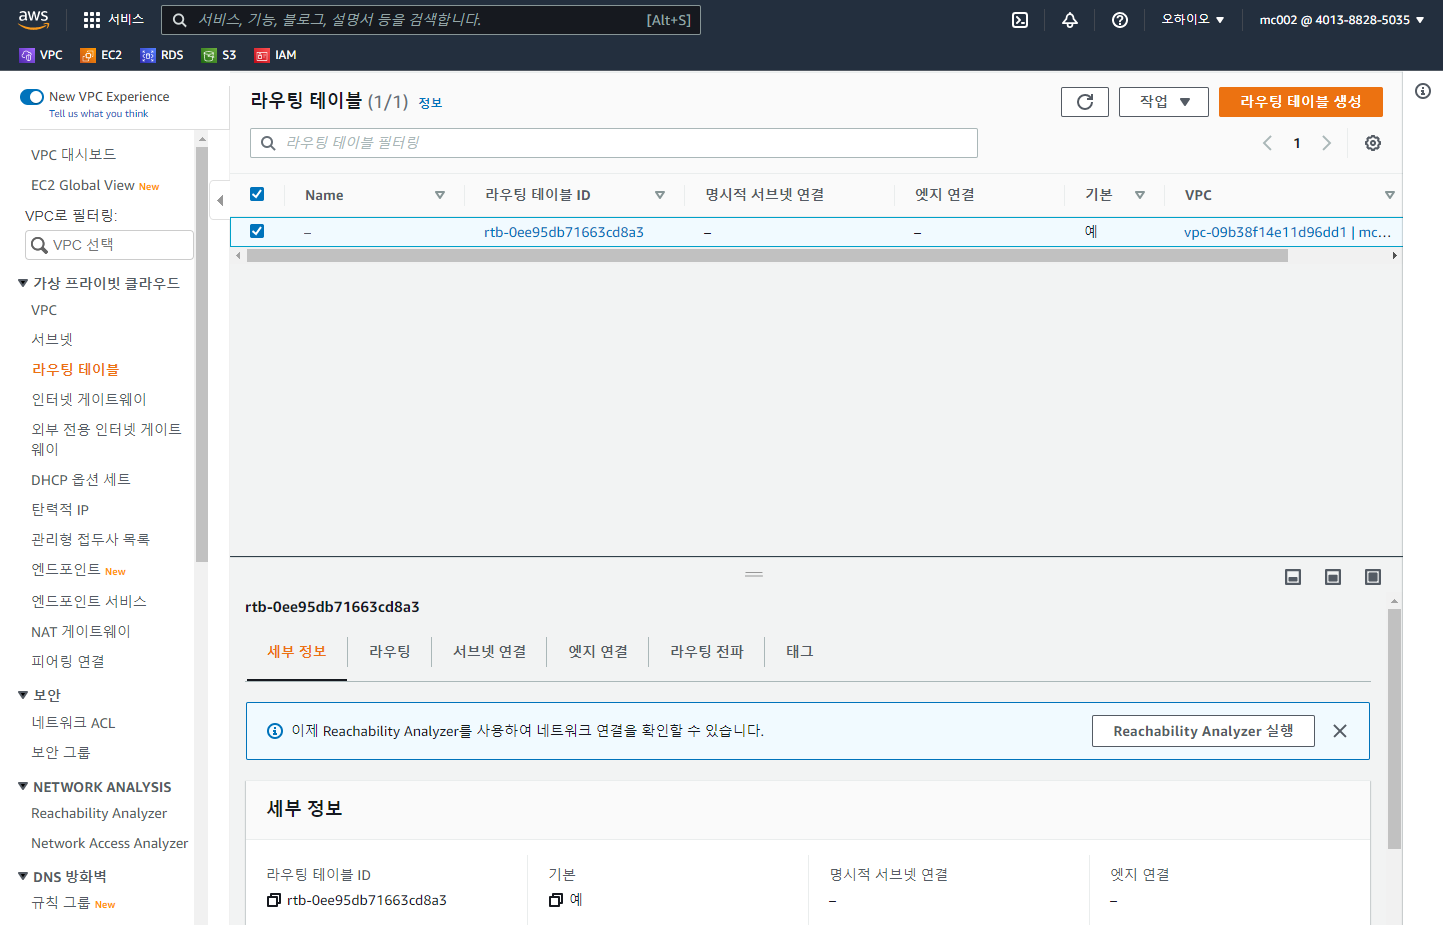 aws
서비스
서비스, 기능, 블로그, 설명서 등을 검색합니다.
[Alt+S]
오하이오
mc002 @ 4013-8828-5035
VPC
EC2
RDS
S3
IAM
New VPC Experience
Tell us what you think
VPC 대시보드
EC2 Global View New
VPC로 필터링:
VPC 선택
가상 프라이빗 클라우드
VPC
서브넷
라우팅 테이블
인터넷 게이트웨이
외부 전용 인터넷 게이트
웨이
DHCP 옵션 세트
탄력적 IP
관리형 접두사 목록
엔드포인트 New
엔드포인트 서비스
NAT 게이트웨이
피어링 연결
보안
네트워크 ACL
보안 그룹
NETWORK ANALYSIS
Reachability Analyzer
Network Access Analyzer
DNS 방화벽
규칙 그룹 New
라우팅 테이블 (1/1) 정보
작업
라우팅 테이블 생성
라우팅 테이블 필터링
1
Name
라우팅 테이블 ID
명시적 서브넷 연결
엣지 연결
기본
VPC
–
rtb-0ee95db71663cd8a3
–
–
예
vpc-09b38f14e11d96dd1 | mc...
rtb-0ee95db71663cd8a3
세부 정보
라우팅
서브넷 연결
엣지 연결
라우팅 전파
태그
이제 Reachability Analyzer를 사용하여 네트워크 연결을 확인할 수 있습니다.
Reachability Analyzer 실행
세부 정보
라우팅 테이블 ID
rtb-0ee95db71663cd8a3
기본
예
명시적 서브넷 연결
–
엣지 연결
–